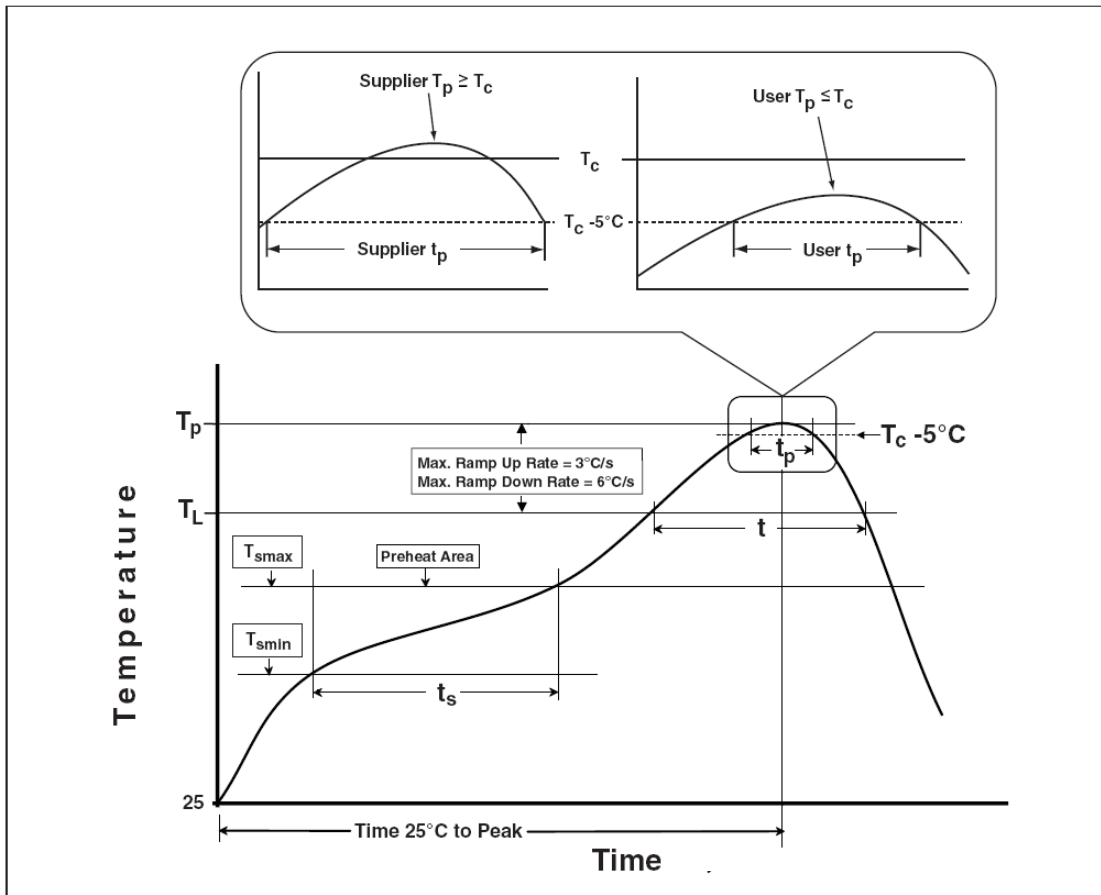 Supplier Tp ≥ Tc
User Tp ≤ Tc
Tc
Tc -5°C
Supplier tp
User tp
Tp
Tc -5°C
tp
Max. Ramp Up Rate = 3°C/s
Max. Ramp Down Rate = 6°C/s
TL
t
Tsmax
Preheat Area
Tsmin
ts
Temperature
25
Time 25°C to Peak
Time